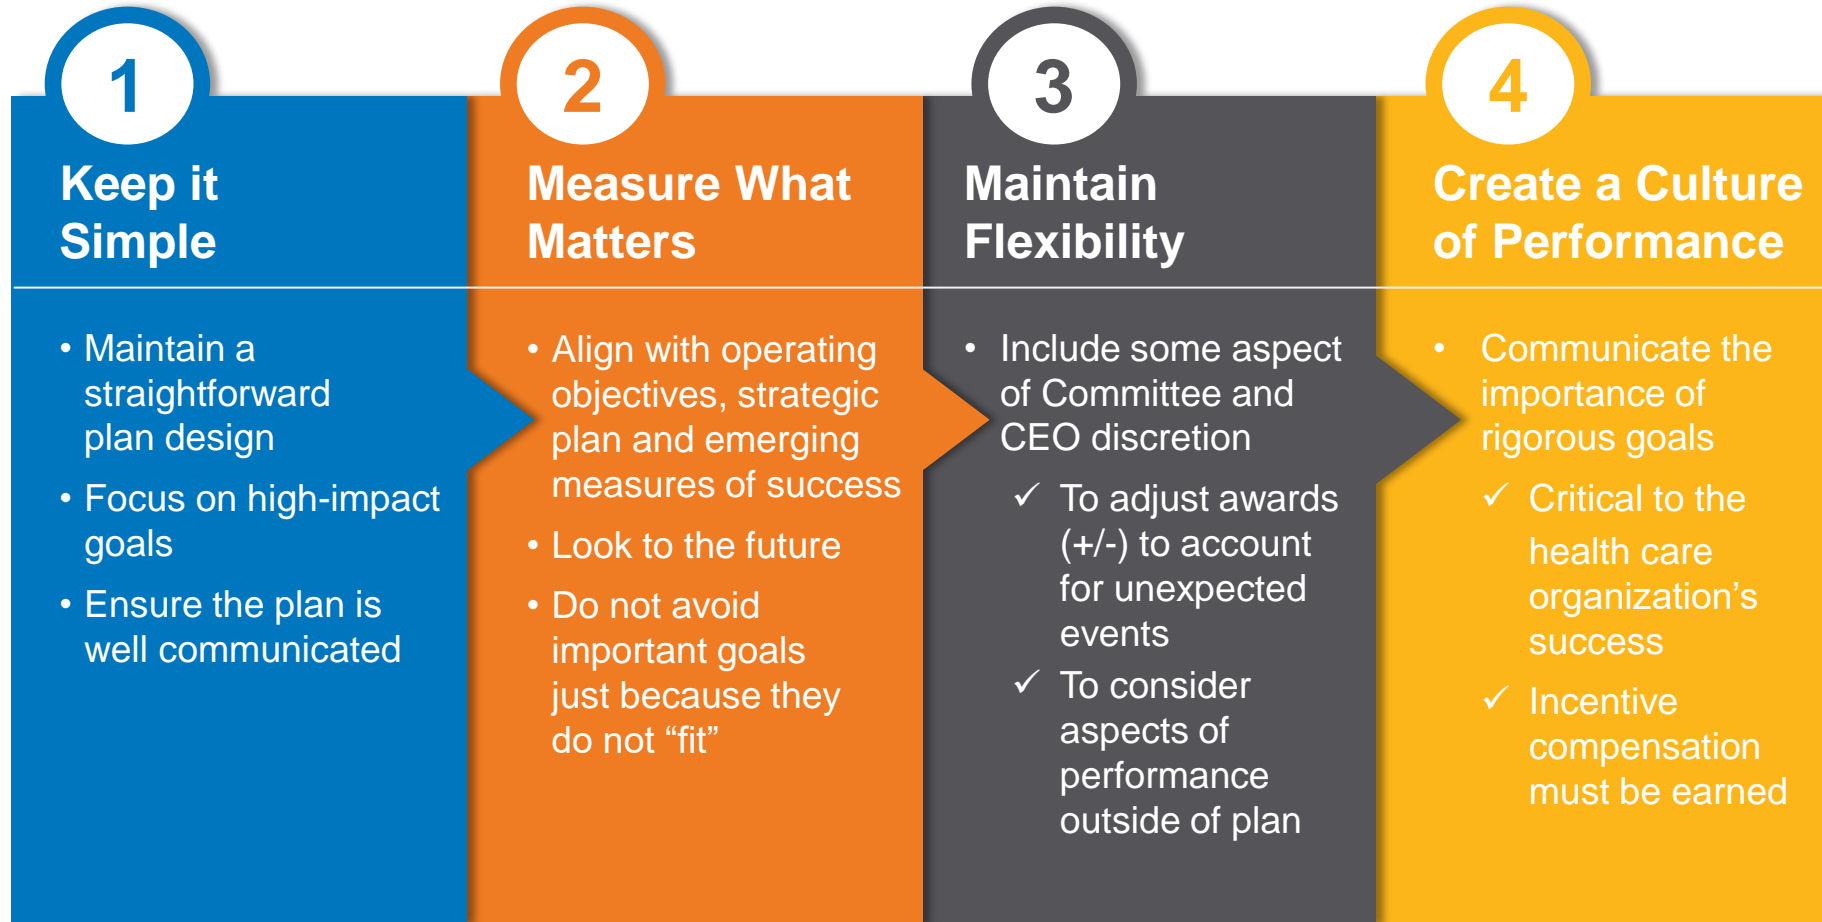 1
Keep it
Simple
• Maintain a
straightforward
plan design
• Focus on high-impact
goals
• Ensure the plan is
well communicated
2
Measure What
Matters
• Align with operating
objectives, strategic
plan and emerging
measures of success
• Look to the future
• Do not avoid
important goals
just because they
do not “fit”
3
Maintain
Flexibility
• Include some aspect
of Committee and
CEO discretion
✓ To adjust awards
(+/-) to account
for unexpected
events
✓ To consider
aspects of
performance
outside of plan
4
Create a Culture
of Performance
• Communicate the
importance of
rigorous goals
✓ Critical to the
health care
organization’s
success
✓ Incentive
compensation
must be earned